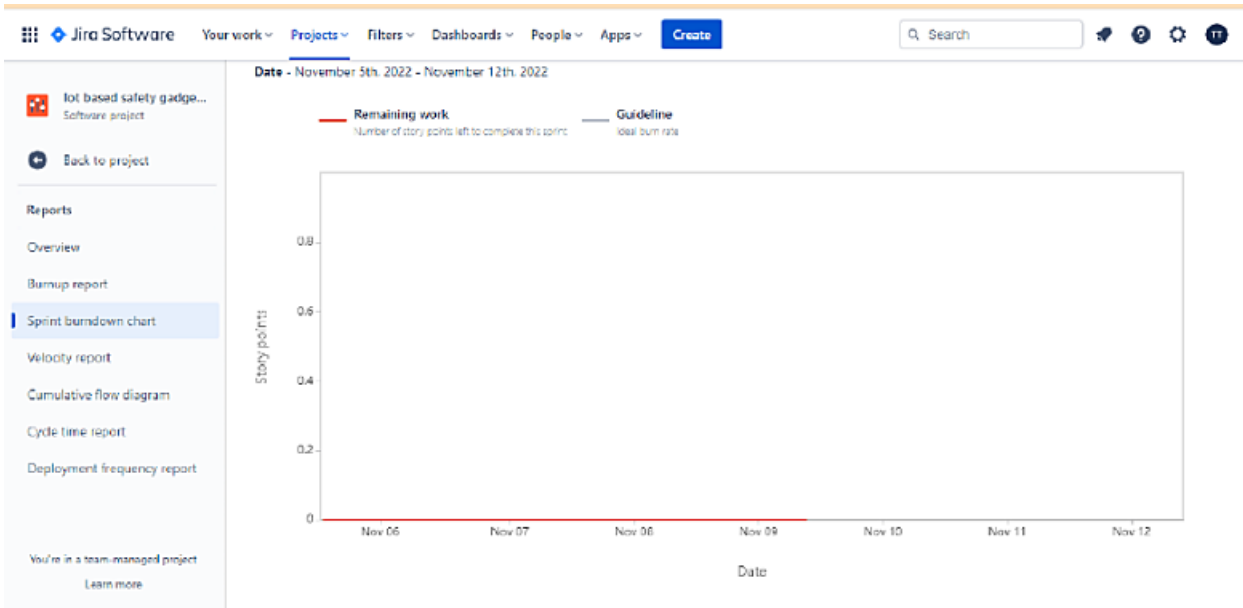 Jira Software Your work Projects Filters Dashboards People Apps Create Search TT
Iot based safety gadge...
Software project
Back to project
Reports
Overview
Burnup report
Sprint burndown chart
Velocity report
Cumulative flow diagram
Cycle time report
Deployment frequency report
You're in a team-managed project
Learn more
Date - November 5th, 2022 - November 12th, 2022
Remaining work
Number of story points left to complete this sprint
Guideline
Ideal burn rate
Story points
0.8
0.6
0.4
0.2
0
Nov 06 Nov 07 Nov 08 Nov 09 Nov 10 Nov 11 Nov 12
Date